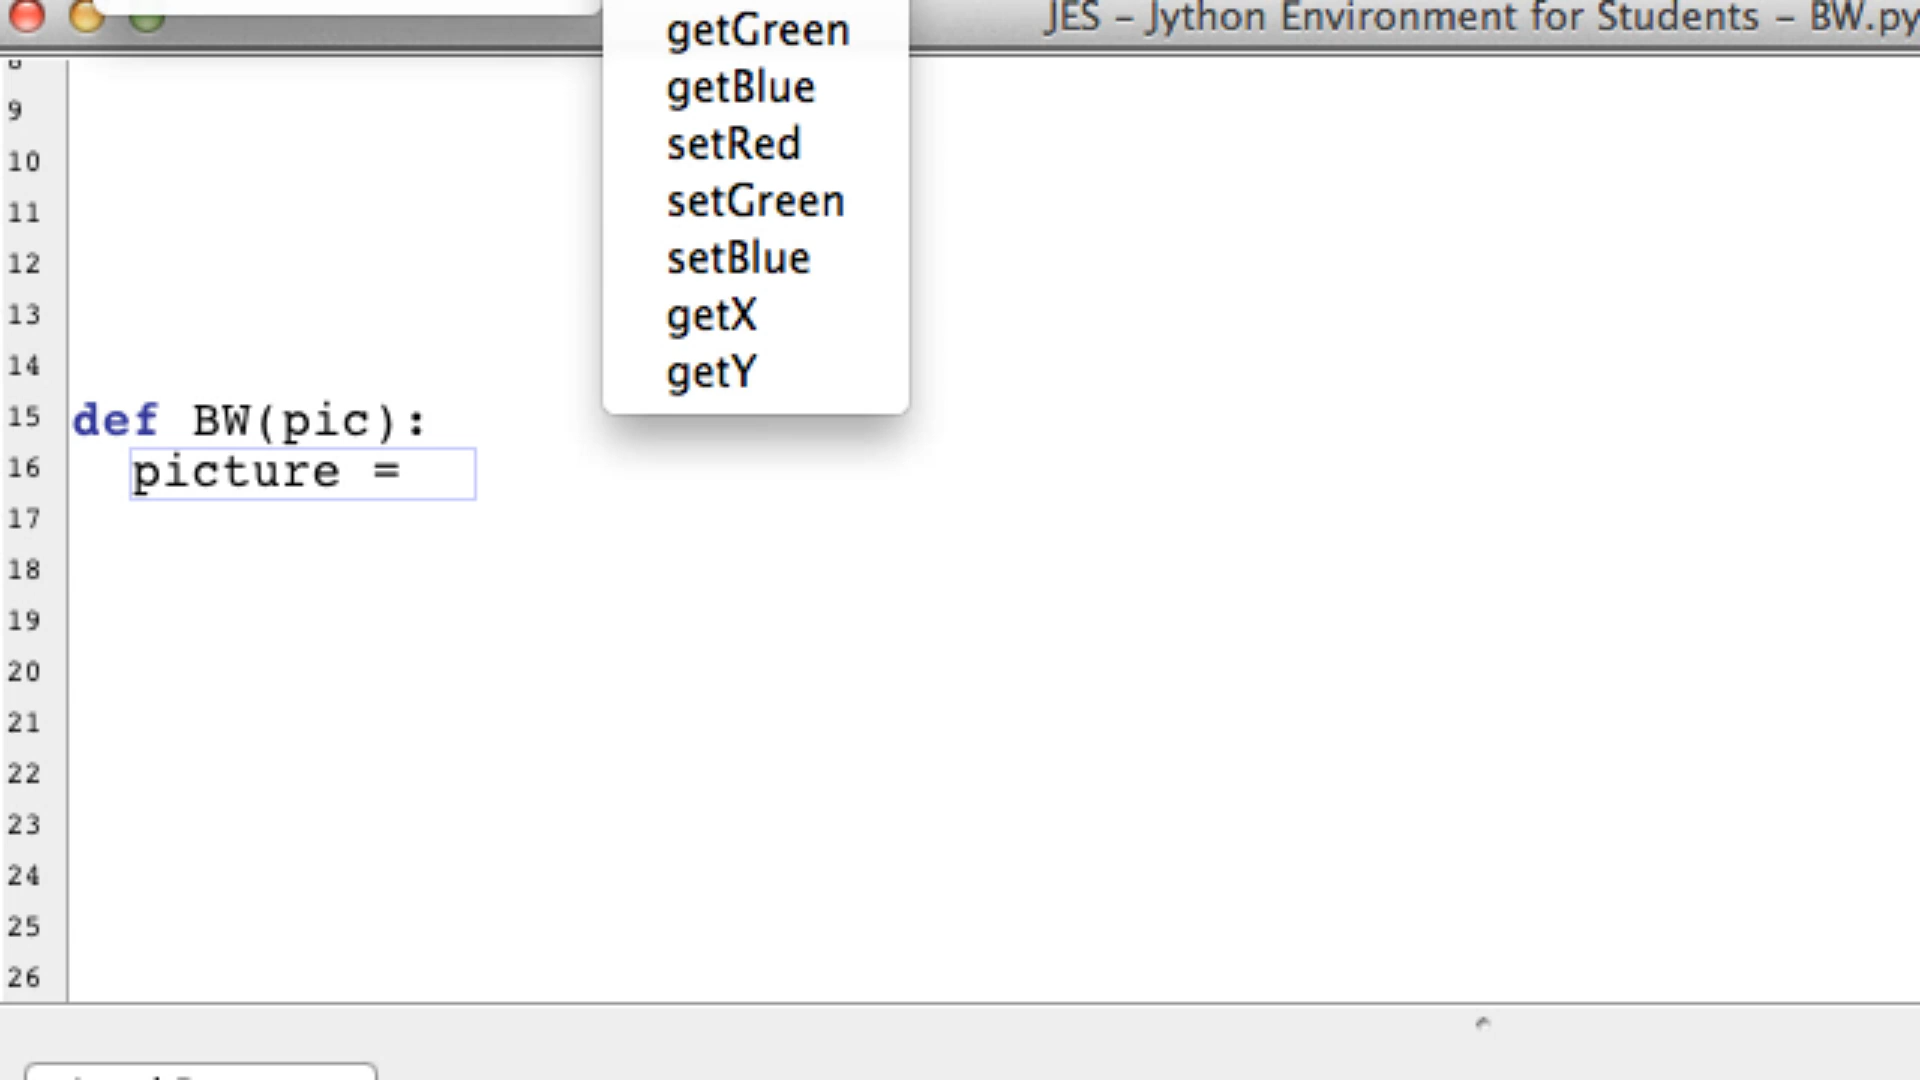 JES – Jython Environment for Students – BW.py
getGreen
getBlue
setRed
setGreen
setBlue
getX
getY
9
10
11
12
13
14
15 def BW(pic):
16 picture =
17
18
19
20
21
22
23
24
25
26